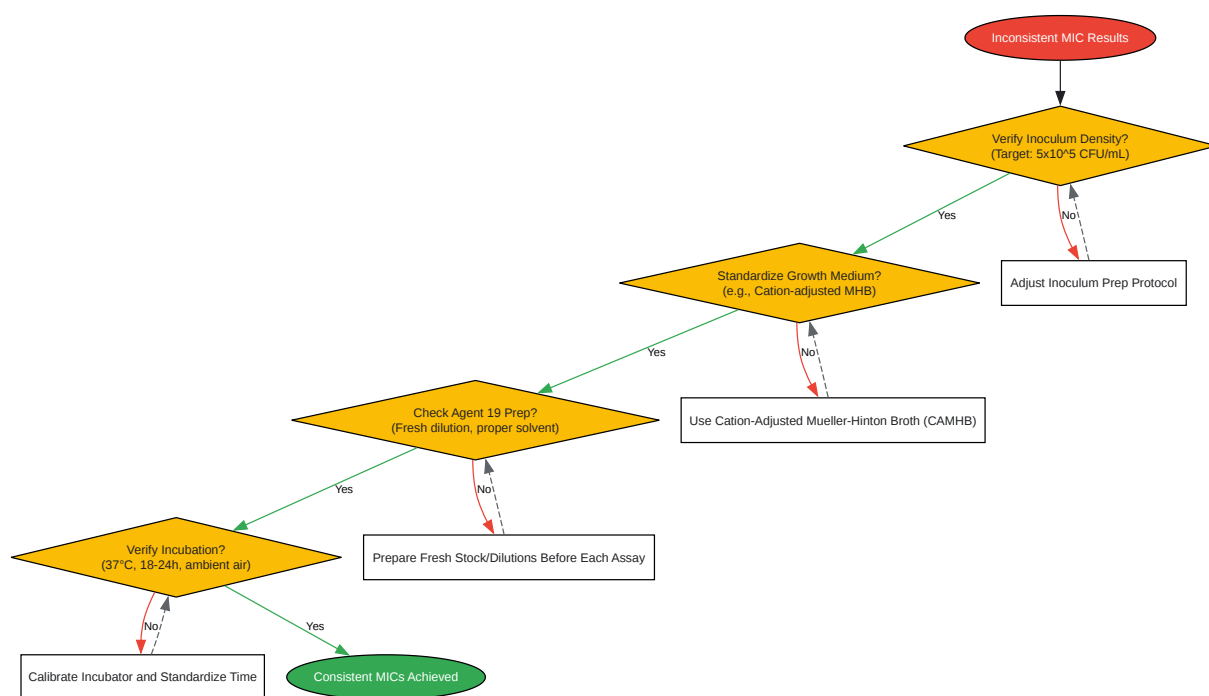 Inconsistent MIC Results
Verify Inoculum Density?
(Target: 5x10^5 CFU/mL)
Yes
No
Adjust Inoculum Prep Protocol
Standardize Growth Medium?
(e.g., Cation-adjusted MHB)
Yes
No
Use Cation-Adjusted Mueller-Hinton Broth (CAMHB)
Check Agent 19 Prep?
(Fresh dilution, proper solvent)
Yes
No
Prepare Fresh Stock/Dilutions Before Each Assay
Verify Incubation?
(37°C, 18-24h, ambient air)
No
Yes
Calibrate Incubator and Standardize Time
Consistent MICs Achieved